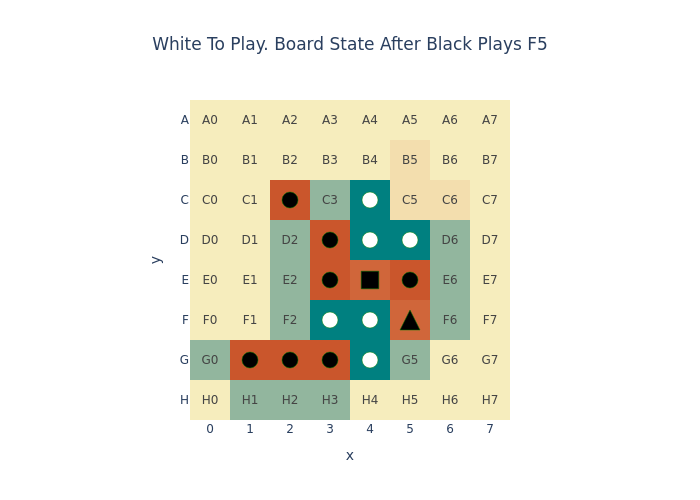 White To Play. Board State After Black Plays F5
A A0 A1 A2 A3 A4 A5 A6 A7
B B0 B1 B2 B3 B4 B5 B6 B7
C C0 C1 C3 C5 C6 C7
D D0 D1 D2 D6 D7
E E0 E1 E2 E6 E7
F F0 F1 F2 F6 F7
G G0 G5 G6 G7
H H0 H1 H2 H3 H4 H5 H6 H7
0 1 2 3 4 5 6 7
x
y